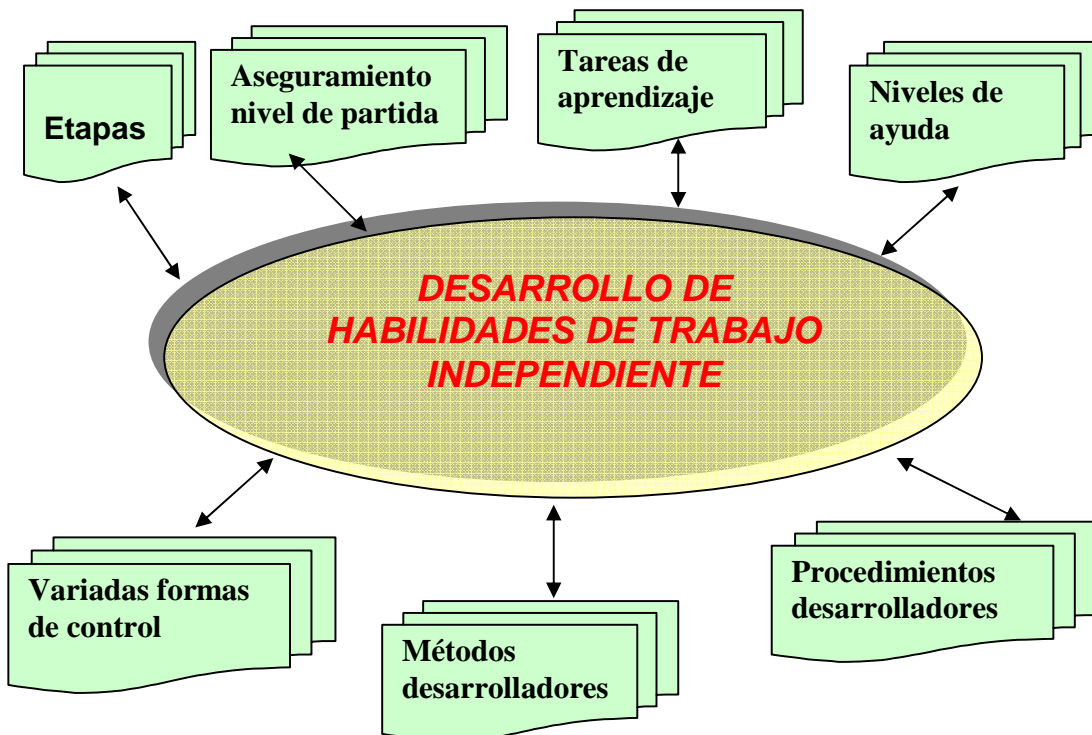 Etapas
Aseguramiento
nivel de partida
Tareas de
aprendizaje
Niveles de
ayuda
DESARROLLO DE
HABILIDADES DE TRABAJO
INDEPENDIENTE
Variadas formas
de control
Métodos
desarrolladores
Procedimientos
desarrolladores